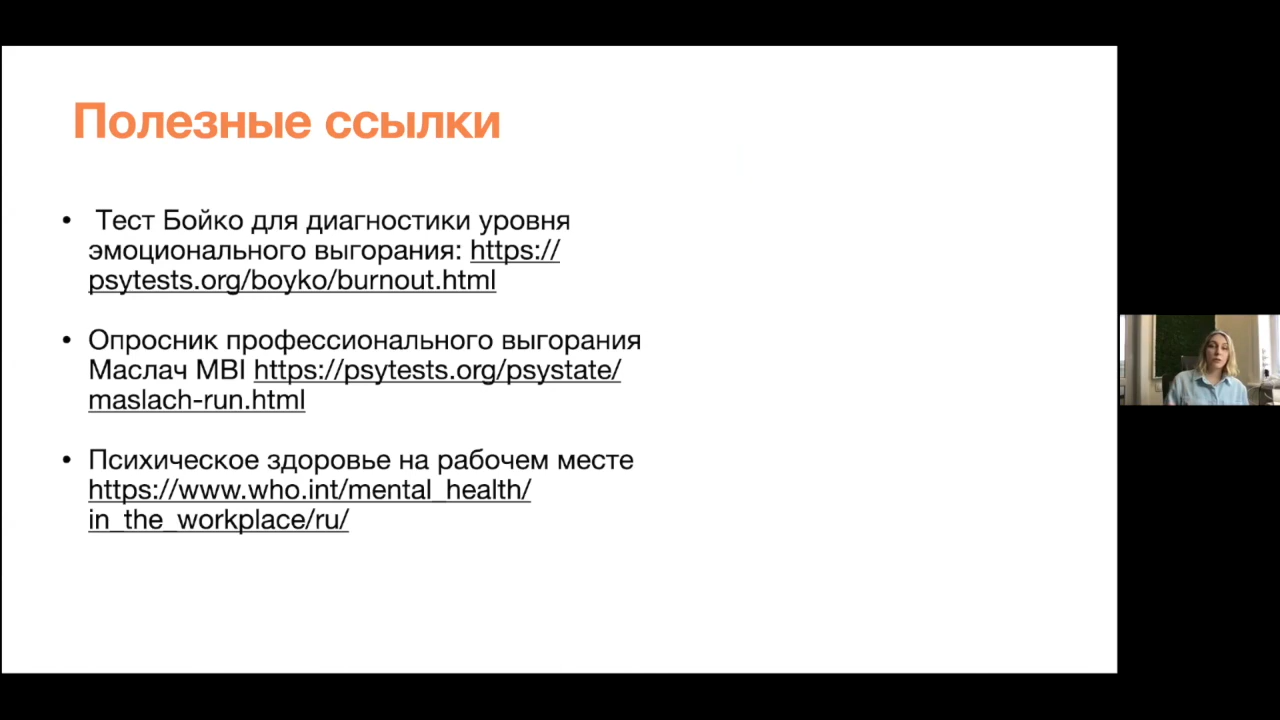 Полезные ссылки
• Тест Бойко для диагностики уровня
эмоционального выгорания: https://
psytests.org/boyko/burnout.html
• Опросник профессионального выгорания
Маслач MBI https://psytests.org/psystate/
maslach-run.html
• Психическое здоровье на рабочем месте
https://www.who.int/mental_health/
in_the_workplace/ru/